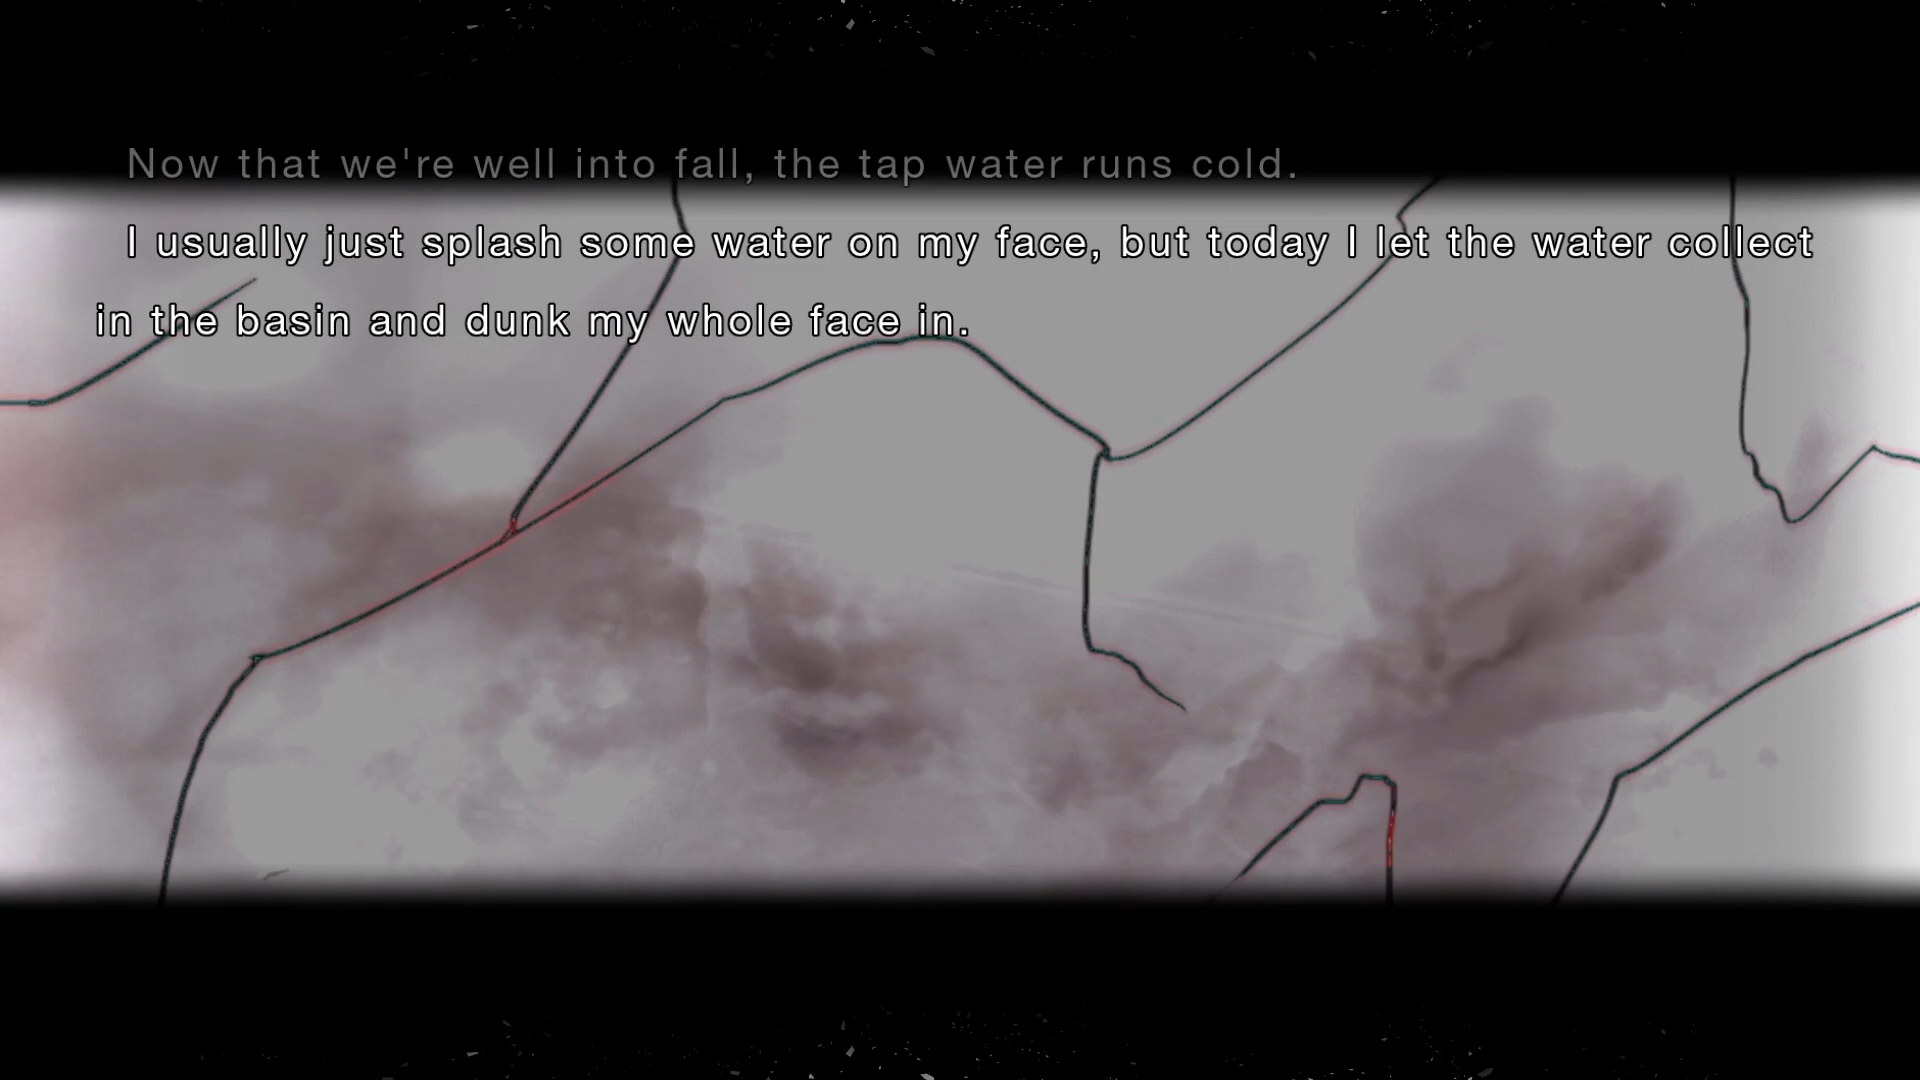 Now that we're well into fall, the tap water runs cold.
I usually just splash some water on my face, but today I let the water collect
in the basin and dunk my whole face in.